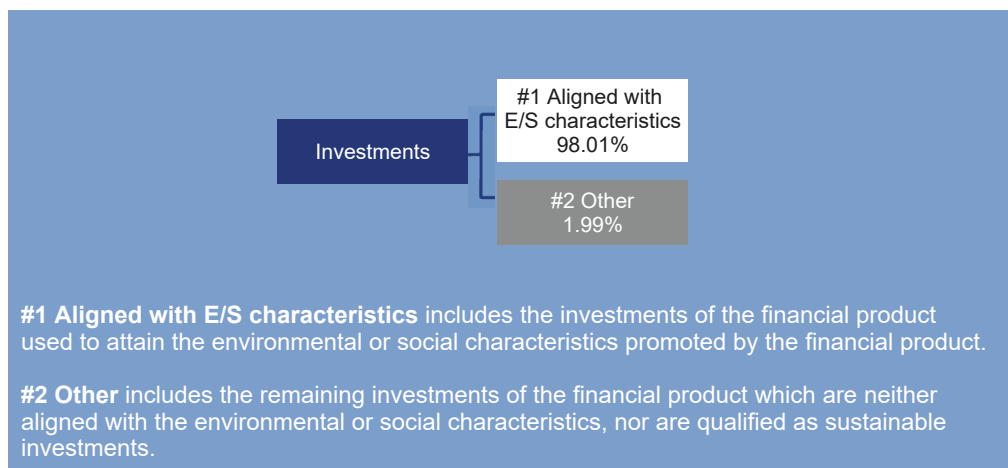 #1 Aligned with
E/S characteristics
98.01%
Investments
#2 Other
1.99%
#1 Aligned with E/S characteristics includes the investments of the financial product
used to attain the environmental or social characteristics promoted by the financial product.
#2 Other includes the remaining investments of the financial product which are neither
aligned with the environmental or social characteristics, nor are qualified as sustainable
investments.